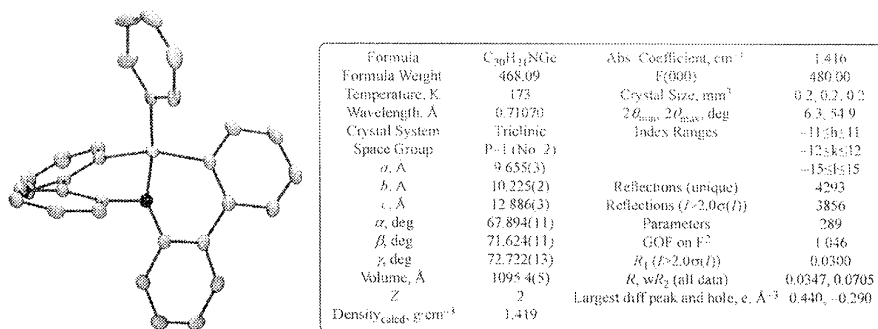 Formula C₃₀H₂₁NGe Abs. Coefficient, cm⁻¹ 1.416
Formula Weight 468.09 F(000) 480.00
Temperature, K 173 Crystal Size, mm³ 0.2, 0.2, 0.2
Wavelength, Å 0.71070 2θmin, 2θmax, deg 6.3, 54.9
Crystal System Triclinic Index Ranges −11≤h≤11
Space Group P−1 (No. 2) −12≤k≤12
a, Å 9.655(3) −15≤l≤15
b, Å 10.225(2) Reflections (unique) 4293
c, Å 12.886(3) Reflections (I>2.0σ(I)) 3856
α, deg 67.894(11) Parameters 289
β, deg 71.624(11) GOF on F² 1.046
γ, deg 72.722(13) R₁ (I>2.0σ(I)) 0.0300
Volume, Å 1095.4(5) R, wR₂ (all data) 0.0347, 0.0705
Z 2 Largest diff peak and hole, e. Å⁻³ 0.440, −0.290
Density calcd, g·cm⁻³ 1.419